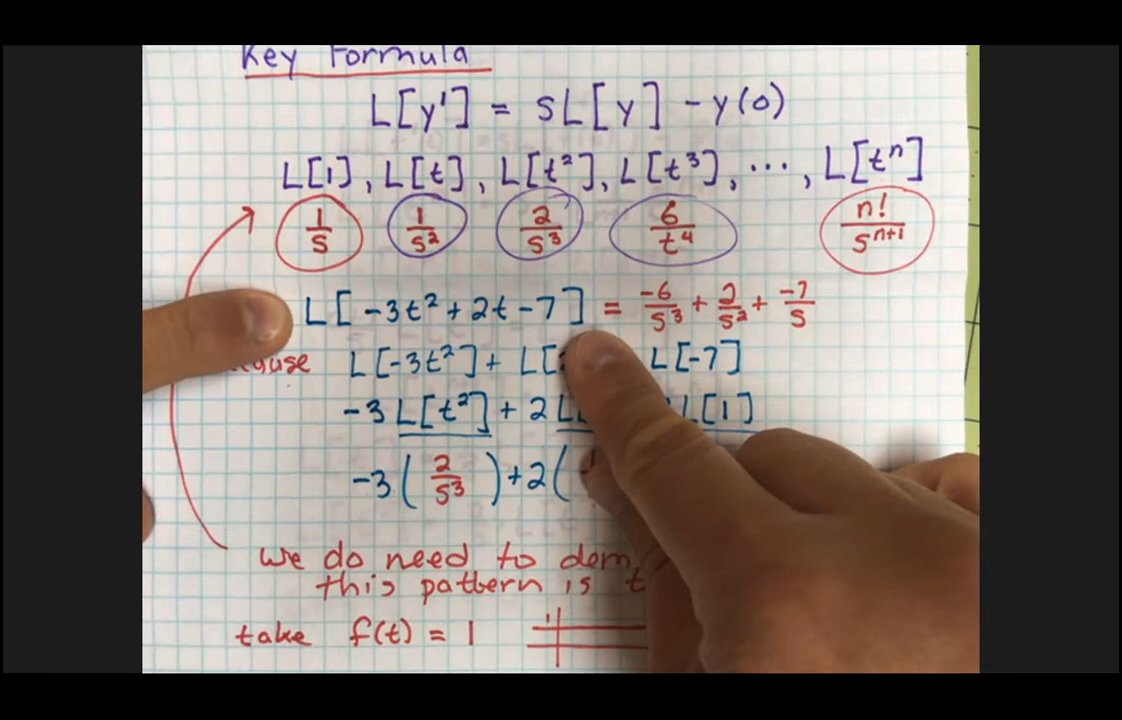 Key Formula
L[y'] = sL[y] - y(0)
L[1], L[t], L[t²], L[t³], ..., L[tⁿ]
1/s 1/s² 2/s³ 6/t⁴ n!/sⁿ⁺¹
L[-3t² + 2t - 7] = -6/s³ + 2/s² + -7/s
L[-3t²] + L[ L[-7]
-3 L[t²] + 2 L[1]
-3 (2/s³) + 2(
we do need to
this pattern is
take f(t) = 1